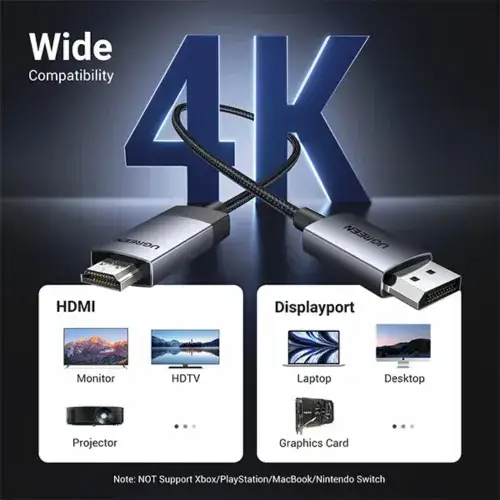 Wide
Compatibility
4K
UGREEN
UGREEN
HDMI
Monitor
HDTV
Projector
Displayport
Laptop
Desktop
Graphics Card
Note: NOT Support Xbox/PlayStation/MacBook/Nintendo Switch